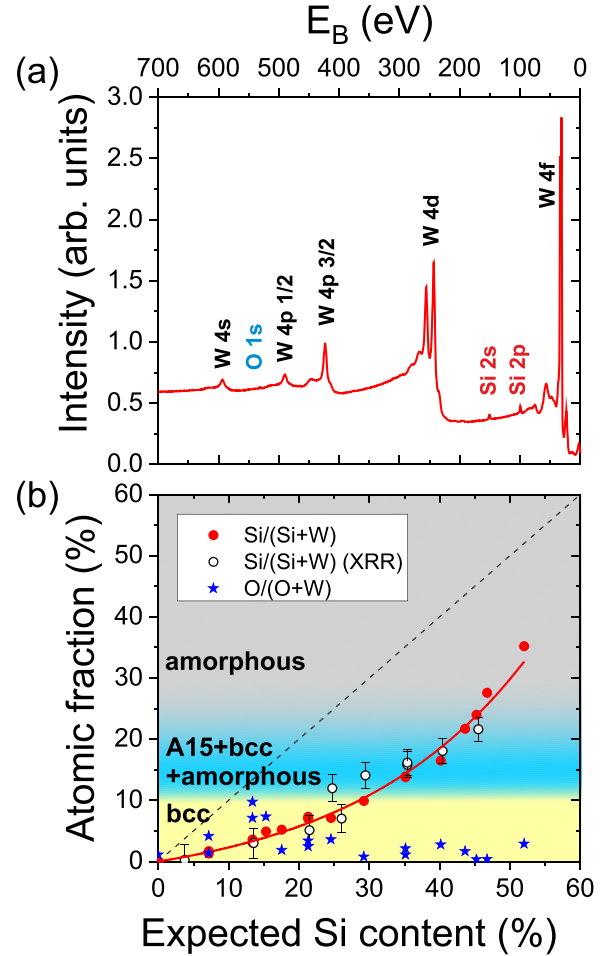 E_B (eV)
(a)
700 600 500 400 300 200 100 0
3.0
2.5
2.0
1.5
1.0
0.5
0.0
Intensity (arb. units)
W 4s
O 1s
W 4p 1/2
W 4p 3/2
W 4d
Si 2s
Si 2p
W 4f
(b)
60
50
40
30
20
10
0
Atomic fraction (%)
Si/(Si+W)
Si/(Si+W) (XRR)
O/(O+W)
amorphous
A15+bcc
+amorphous
bcc
0 10 20 30 40 50 60
Expected Si content (%)